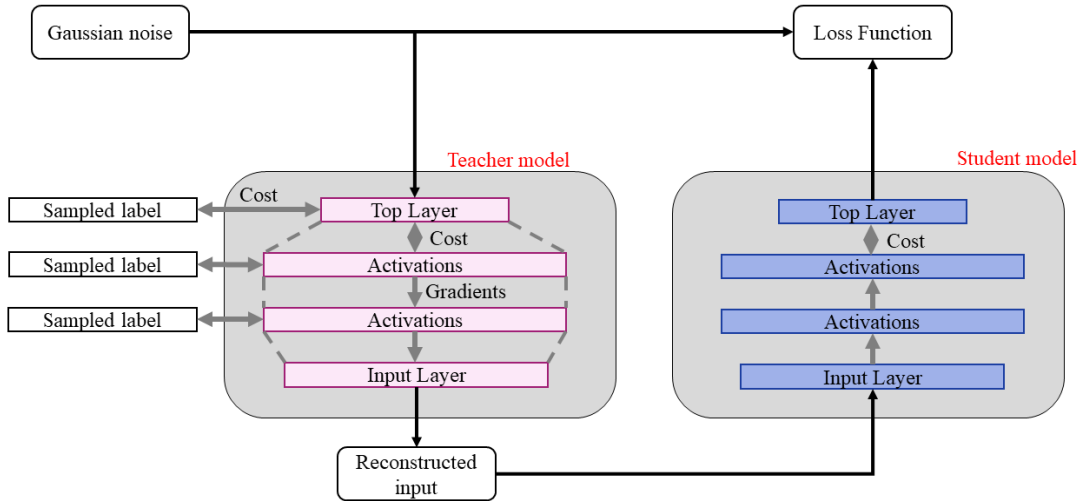 Gaussian noise
Loss Function
Teacher model
Student model
Cost
Sampled label
Top Layer
Top Layer
Cost
Cost
Sampled label
Activations
Activations
Gradients
Sampled label
Activations
Activations
Input Layer
Input Layer
Reconstructed
input